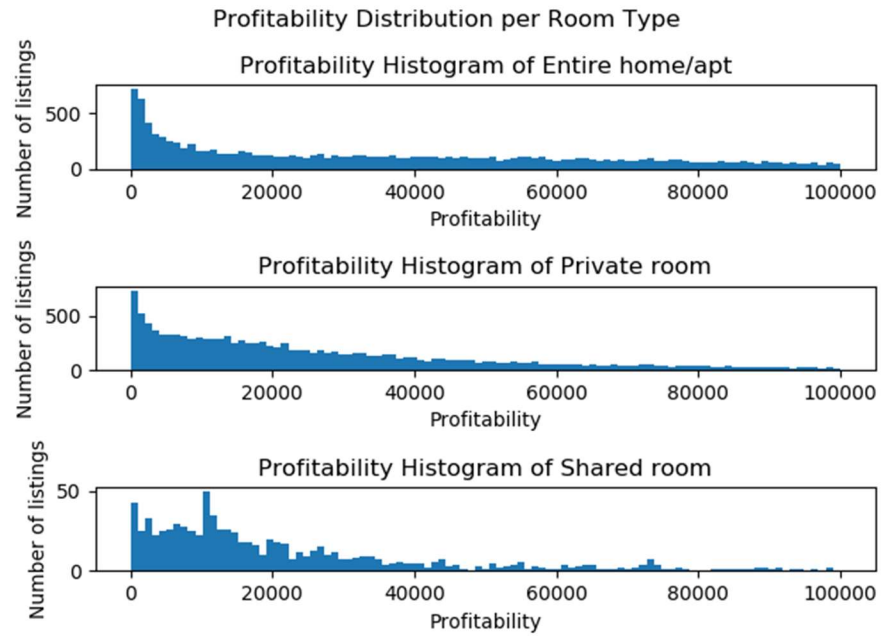 Profitability Distribution per Room Type
Profitability Histogram of Entire home/apt
Number of listings
500
0
0 20000 40000 60000 80000 100000
Profitability
Profitability Histogram of Private room
Number of listings
500
0
0 20000 40000 60000 80000 100000
Profitability
Profitability Histogram of Shared room
Number of listings
50
0
0 20000 40000 60000 80000 100000
Profitability